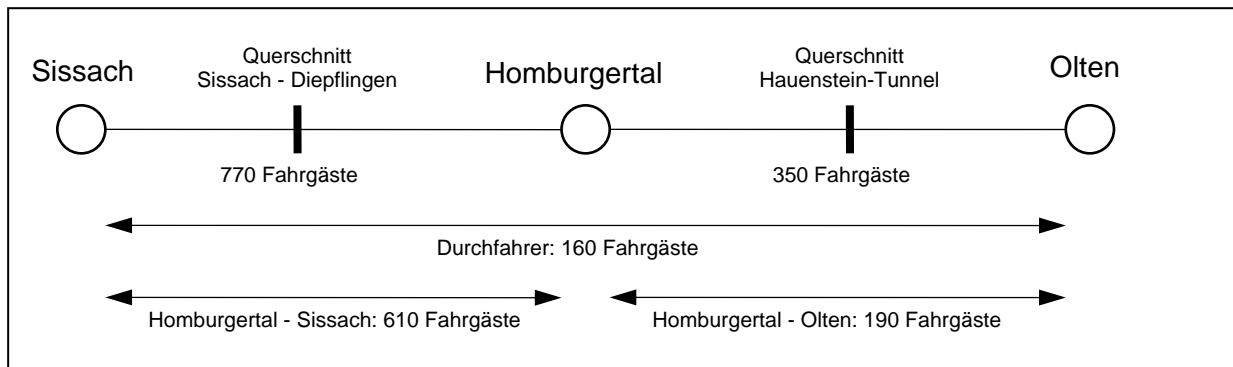 Sissach
Querschnitt
Sissach - Diepflingen
Homburgertal
Querschnitt
Hauenstein-Tunnel
Olten
770 Fahrgäste
350 Fahrgäste
Durchfahrer: 160 Fahrgäste
Homburgertal - Sissach: 610 Fahrgäste
Homburgertal - Olten: 190 Fahrgäste